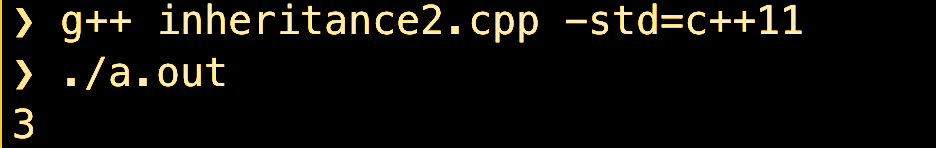 ❯ g++ inheritance2.cpp -std=c++11
❯ ./a.out
3